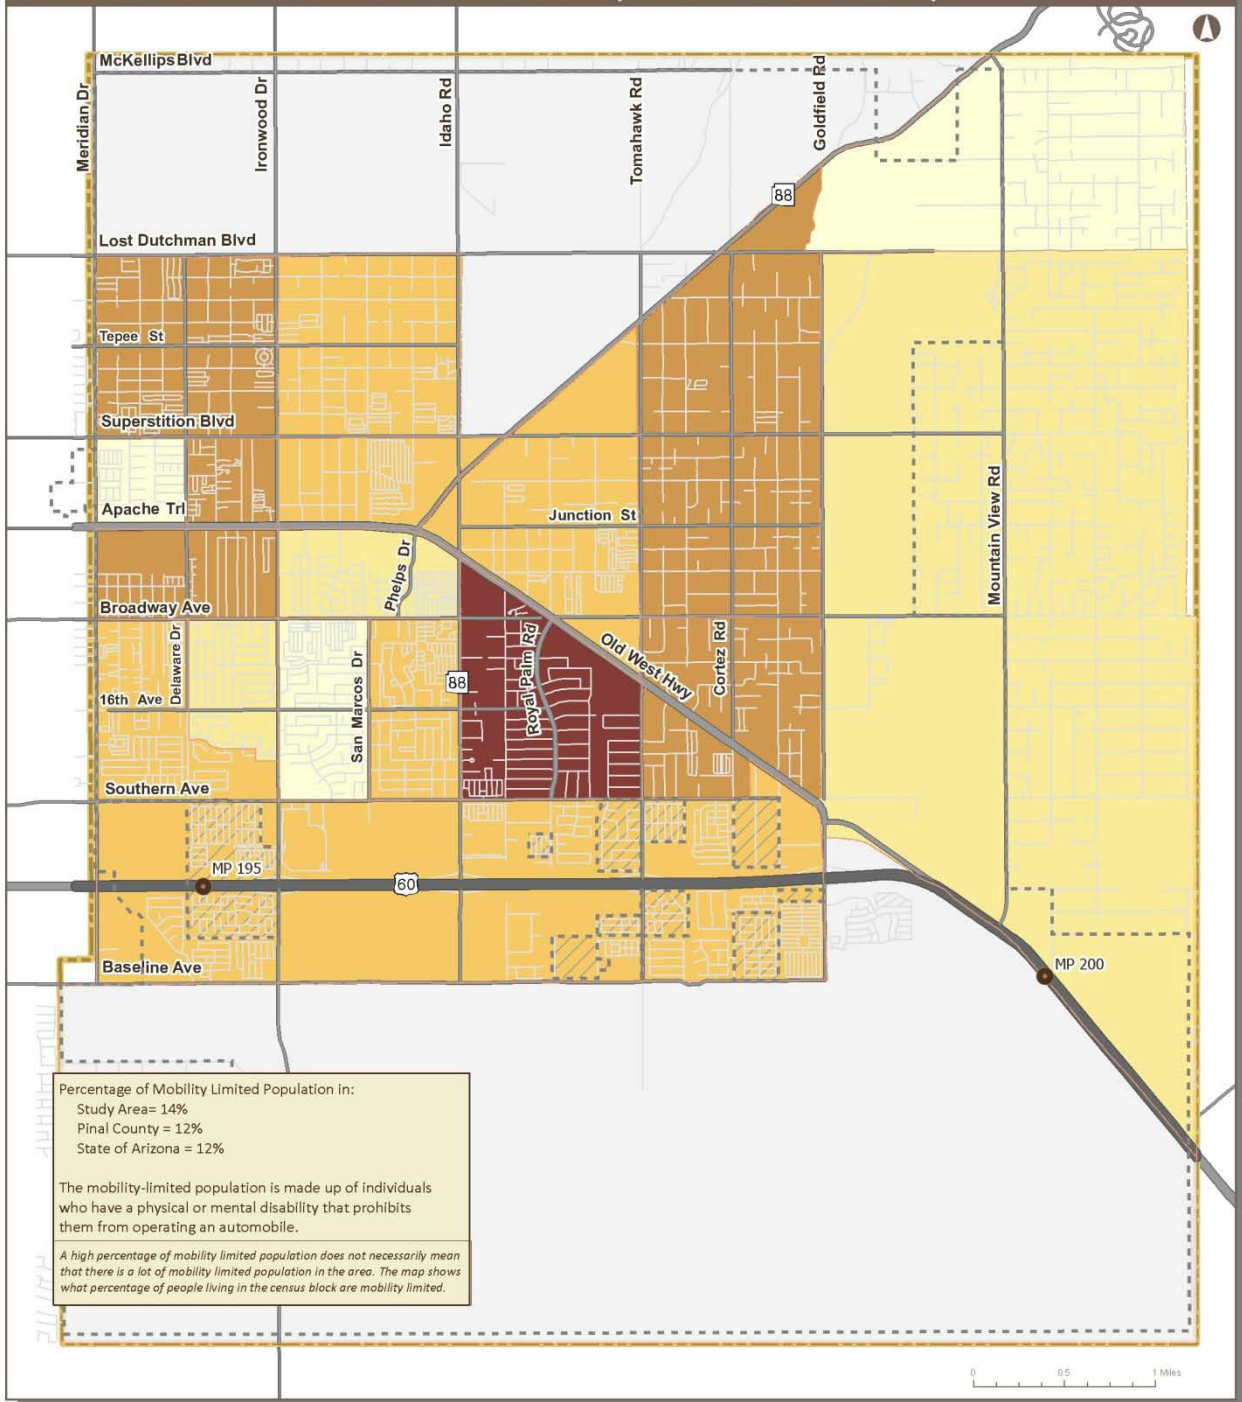 McKellips Blvd
Meridian Dr
Ironwood Dr
Idaho Rd
Tomahawk Rd
Goldfield Rd
88
Lost Dutchman Blvd
Tepee St
Superstition Blvd
Apache Trl
Junction St
Mountain View Rd
Phelps Dr
Broadway Ave
Delaware Dr
16th Ave
San Marcos Dr
88
Royal Palm Rd
Old West Hwy
Cortez Rd
Southern Ave
MP 195
60
Baseline Ave
MP 200
Percentage of Mobility Limited Population in:
Study Area= 14%
Pinal County = 12%
State of Arizona = 12%
The mobility-limited population is made up of individuals
who have a physical or mental disability that prohibits
them from operating an automobile.
A high percentage of mobility limited population does not necessarily mean
that there is a lot of mobility limited population in the area. The map shows
what percentage of people living in the census block are mobility limited.
0 0.5 1 Miles